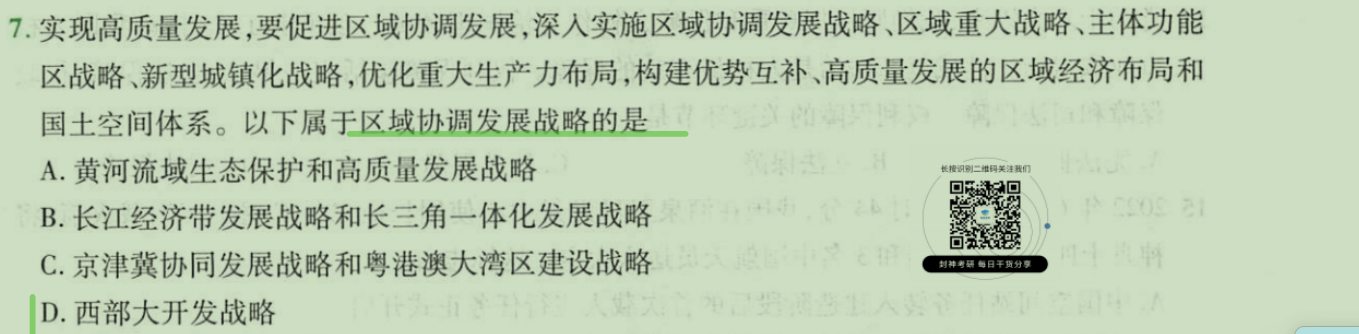 7. 实现高质量发展,要促进区域协调发展,深入实施区域协调发展战略、区域重大战略、主体功能
区战略、新型城镇化战略,优化重大生产力布局,构建优势互补、高质量发展的区域经济布局和
国土空间体系。以下属于区域协调发展战略的是
A. 黄河流域生态保护和高质量发展战略
B. 长江经济带发展战略和长三角一体化发展战略
C. 京津冀协同发展战略和粤港澳大湾区建设战略
D. 西部大开发战略
长按识别二维码关注我们
封神考研 每日干货分享